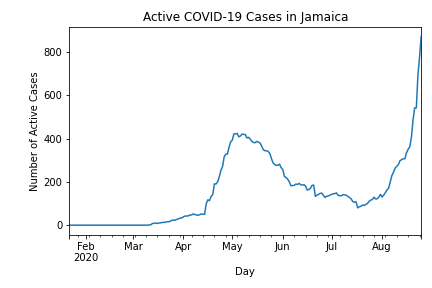 Active COVID-19 Cases in Jamaica
Number of Active Cases
800
600
400
200
0
Feb Mar Apr May Jun Jul Aug
2020
Day